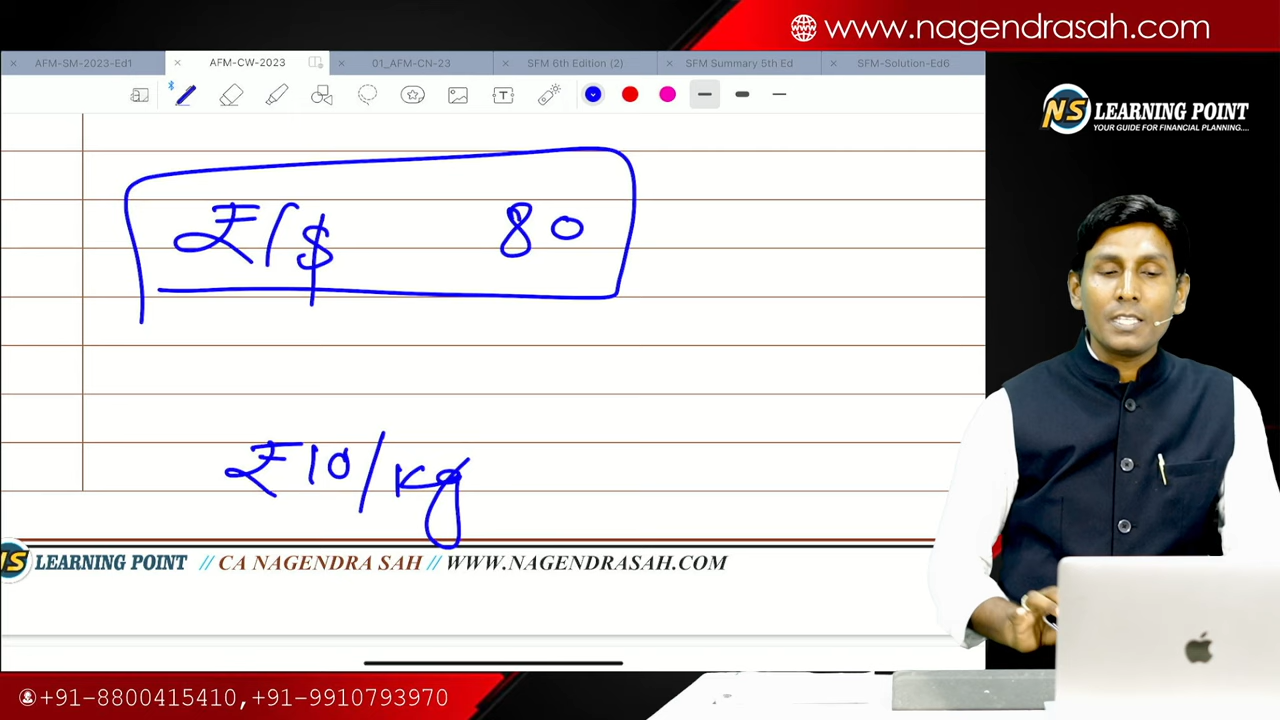 www.nagendrasah.com
AFM-SM-2023-Ed1 AFM-CW-2023 01_AFM-CN-23 SFM 6th Edition (2) SFM Summary 5th Ed SFM-Solution-Ed6
NS LEARNING POINT
YOUR GUIDE FOR FINANCIAL PLANNING....
₹/$ 80
₹10/kg
NS LEARNING POINT // CA NAGENDRA SAH // WWW.NAGENDRASAH.COM
+91-8800415410,+91-9910793970